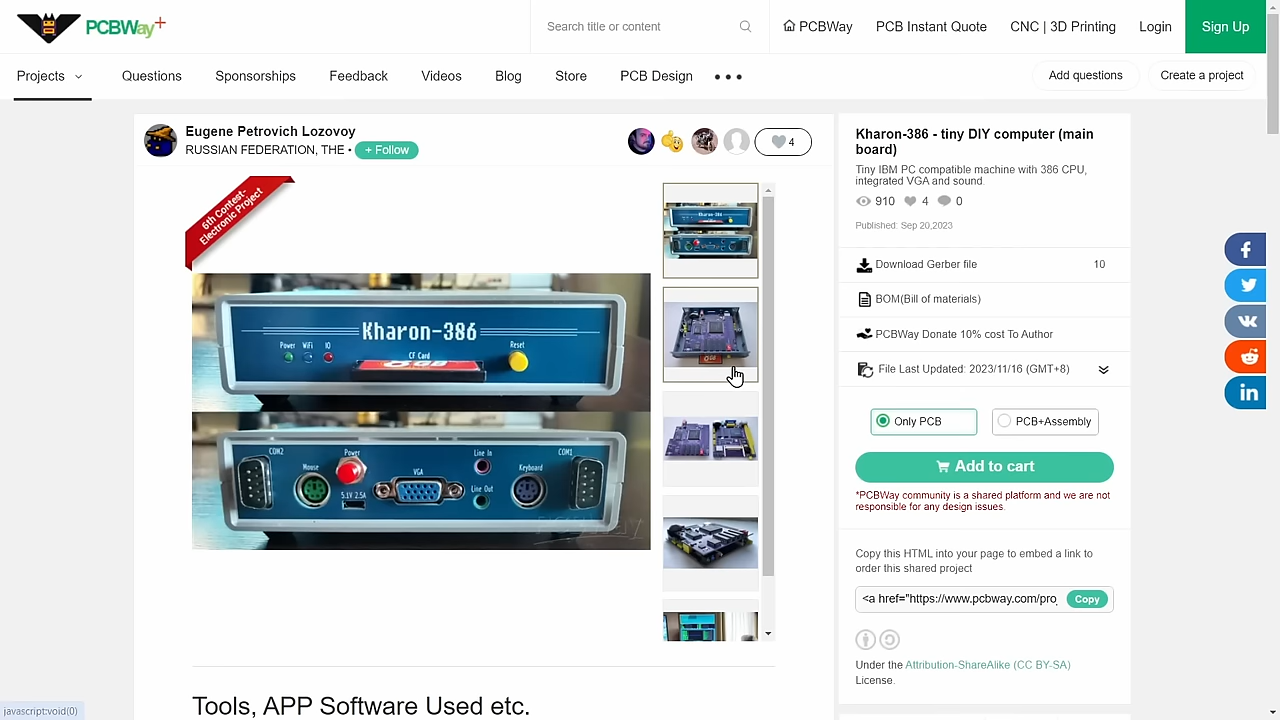 PCBWay+
Search title or content
PCBWay
PCB Instant Quote
CNC | 3D Printing
Login
Sign Up
Projects
Questions
Sponsorships
Feedback
Videos
Blog
Store
PCB Design
Add questions
Create a project
Eugene Petrovich Lozovoy
RUSSIAN FEDERATION, THE •
+ Follow
4
6th Contest-
Electronic Project
Kharon-386
Power
WiFi
IO
CF Card
Reset
COM2
Mouse
Power
5.1V 2.5A
VGA
Line In
Line Out
Keyboard
COM1
PCBWay
Kharon-386
Tools, APP Software Used etc.
Kharon-386 - tiny DIY computer (main
board)
Tiny IBM PC compatible machine with 386 CPU,
integrated VGA and sound.
910
4
0
Published: Sep 20,2023
Download Gerber file
10
BOM(Bill of materials)
PCBWay Donate 10% cost To Author
File Last Updated: 2023/11/16 (GMT+8)
Only PCB
PCB+Assembly
Add to cart
*PCBWay community is a shared platform and we are not
responsible for any design issues.
Copy this HTML into your page to embed a link to
order this shared project
<a href="https://www.pcbway.com/pro
Copy
Under the Attribution-ShareAlike (CC BY-SA)
License.
javascript:void(0)